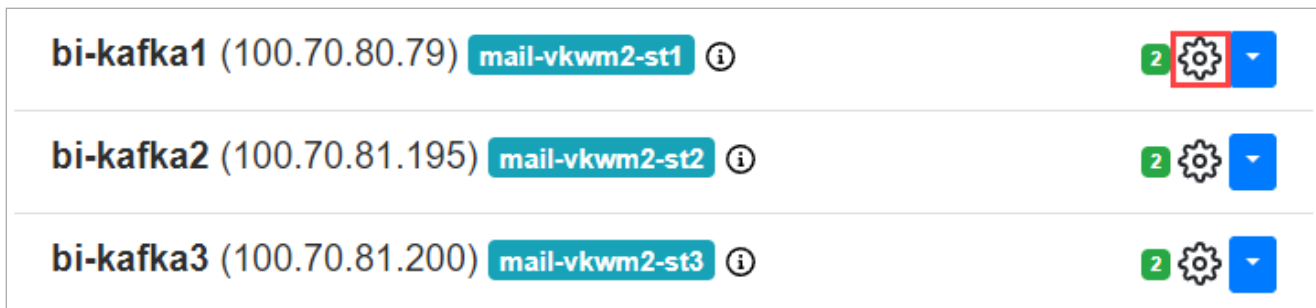 bi-kafka1 (100.70.80.79) mail-vkwm2-st1 2
bi-kafka2 (100.70.81.195) mail-vkwm2-st2 2
bi-kafka3 (100.70.81.200) mail-vkwm2-st3 2